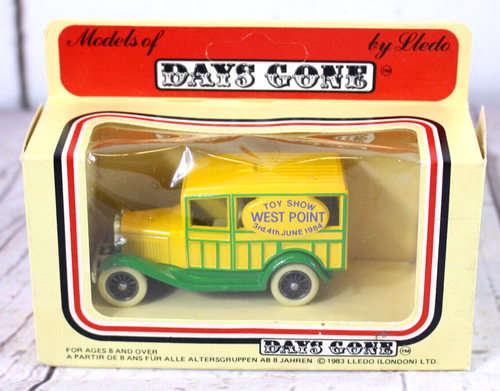 Models of
by Lledo
DAYS GONE ™
TOY SHOW
WEST POINT
3rd.4th JUNE 1984
DAYS GONE ™
FOR AGES 8 AND OVER
A PARTIR DE 8 ANS FÜR ALLE ALTERSGRUPPEN AB 8 JAHREN © 1983 LLEDO (LONDON) LTD.